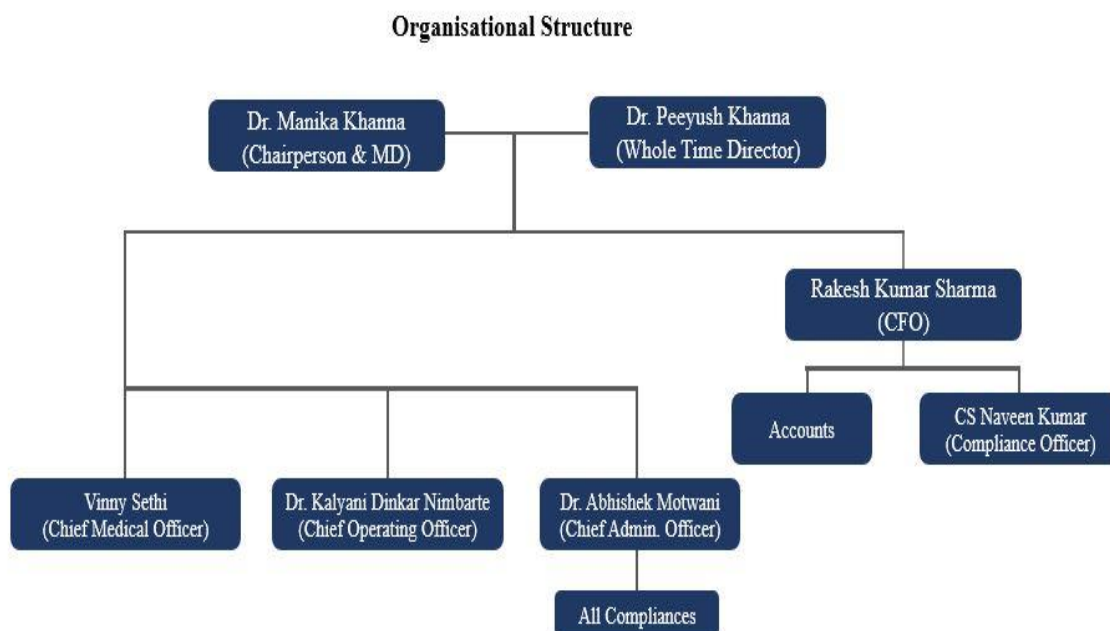 Organisational Structure
Dr. Manika Khanna
(Chairperson & MD)
Dr. Peeyush Khanna
(Whole Time Director)
Rakesh Kumar Sharma
(CFO)
Accounts
CS Naveen Kumar
(Compliance Officer)
Vinny Sethi
(Chief Medical Officer)
Dr. Kalyani Dinkar Nimbarte
(Chief Operating Officer)
Dr. Abhishek Motwani
(Chief Admin. Officer)
All Compliances